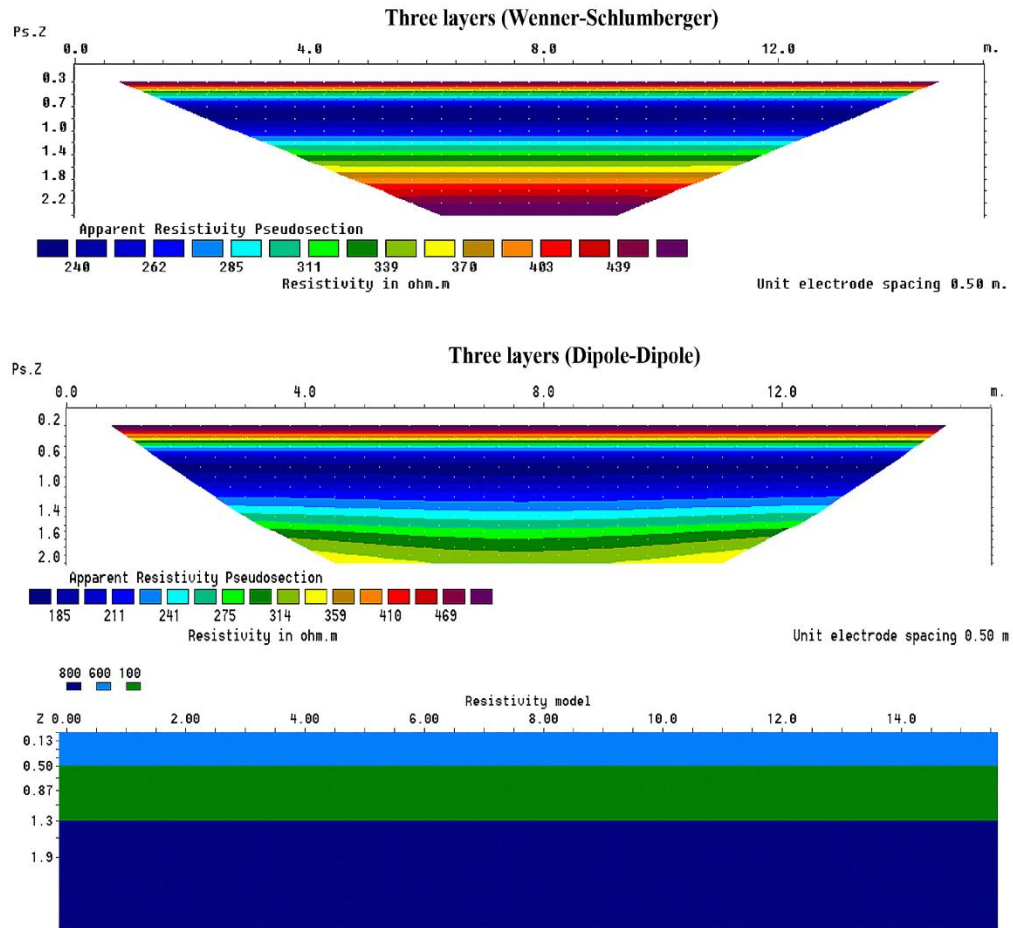 Three layers (Wenner-Schlumberger)
Ps.Z
0.0 4.0 8.0 12.0 m.
0.3
0.7
1.0
1.4
1.8
2.2
Apparent Resistivity Pseudosection
240 262 285 311 339 370 403 439
Resistivity in ohm.m Unit electrode spacing 0.50 m.
Three layers (Dipole-Dipole)
Ps.Z
0.0 4.0 8.0 12.0 m.
0.2
0.6
1.0
1.4
1.6
2.0
Apparent Resistivity Pseudosection
185 211 241 275 314 359 410 469
Resistivity in ohm.m Unit electrode spacing 0.50 m
800 600 100
Resistivity model
Z 0.00 2.00 4.00 6.00 8.00 10.0 12.0 14.0
0.13
0.50
0.87
1.3
1.9